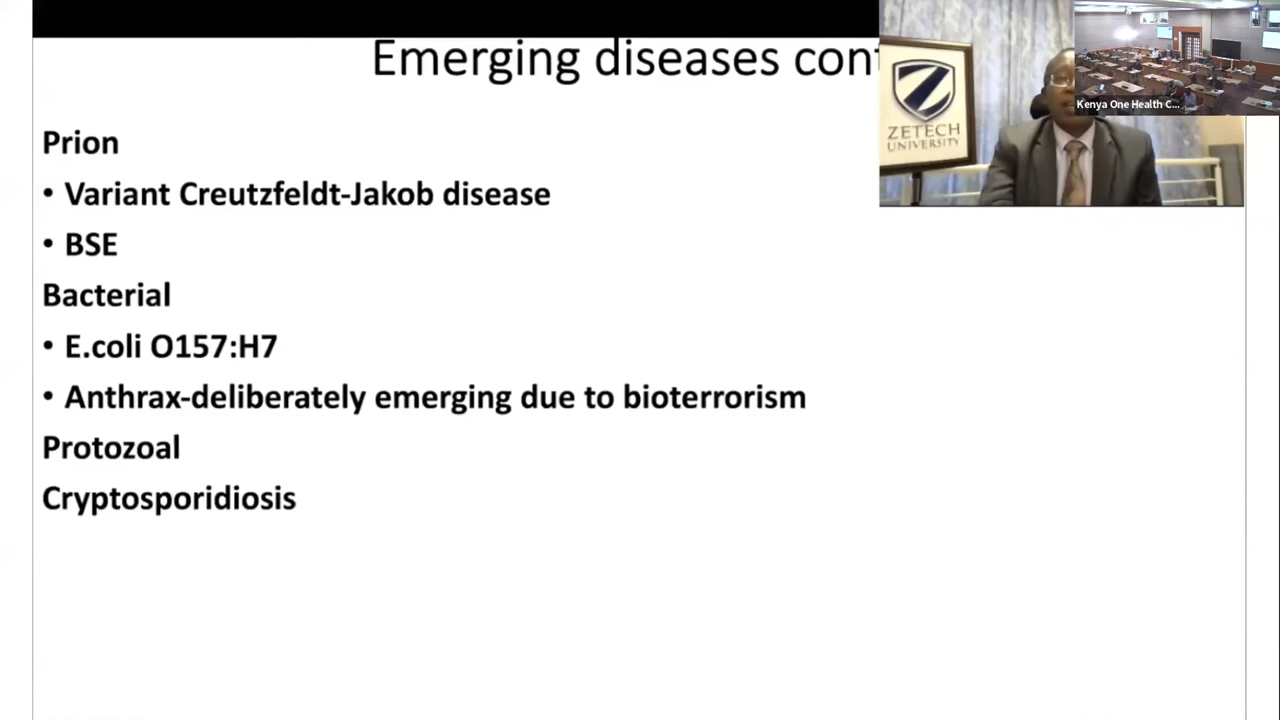 Emerging diseases cont
Prion
• Variant Creutzfeldt-Jakob disease
• BSE
Bacterial
• E.coli O157:H7
• Anthrax-deliberately emerging due to bioterrorism
Protozoal
Cryptosporidiosis
ZETECH
UNIVERSITY
Kenya One Health C...